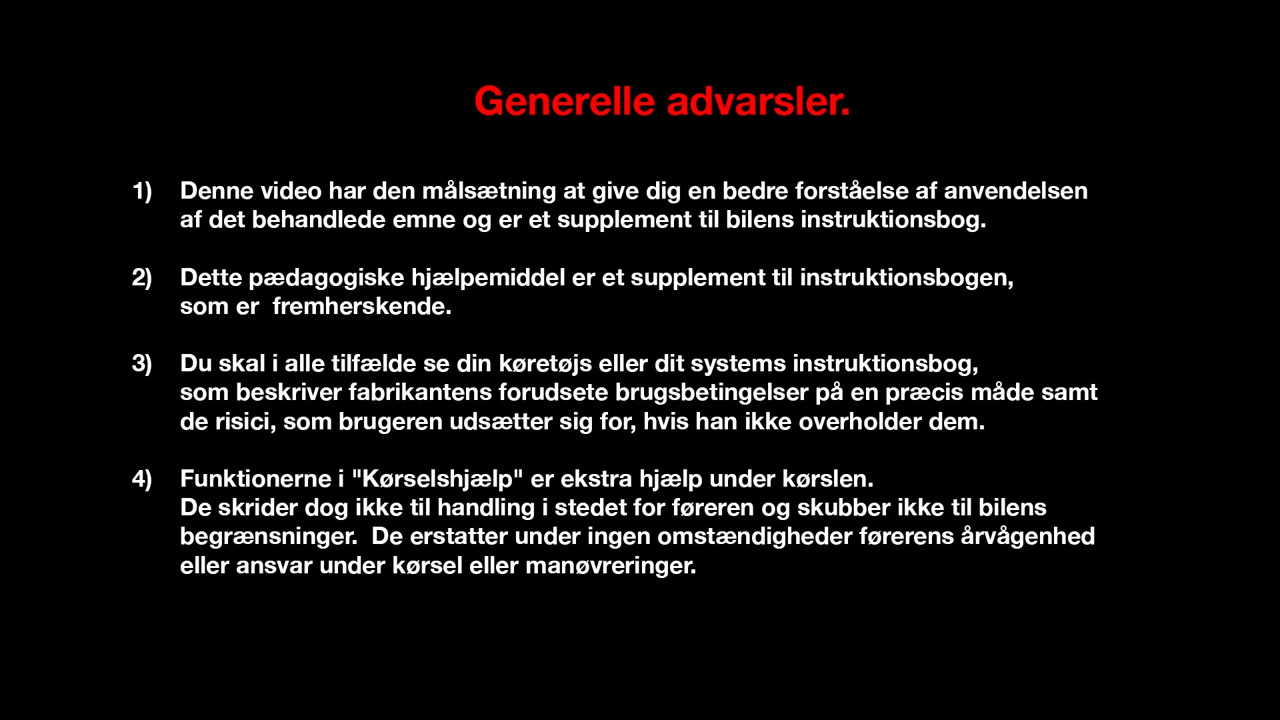 Generelle advarsler.
1) Denne video har den målsætning at give dig en bedre forståelse af anvendelsen
af det behandlede emne og er et supplement til bilens instruktionsbog.
2) Dette pædagogiske hjælpemiddel er et supplement til instruktionsbogen,
som er  fremherskende.
3) Du skal i alle tilfælde se din køretøjs eller dit systems instruktionsbog,
som beskriver fabrikantens forudsete brugsbetingelser på en præcis måde samt
de risici, som brugeren udsætter sig for, hvis han ikke overholder dem.
4) Funktionerne i "Kørselshjælp" er ekstra hjælp under kørslen.
De skrider dog ikke til handling i stedet for føreren og skubber ikke til bilens
begrænsninger.  De erstatter under ingen omstændigheder førerens årvågenhed
eller ansvar under kørsel eller manøvreringer.